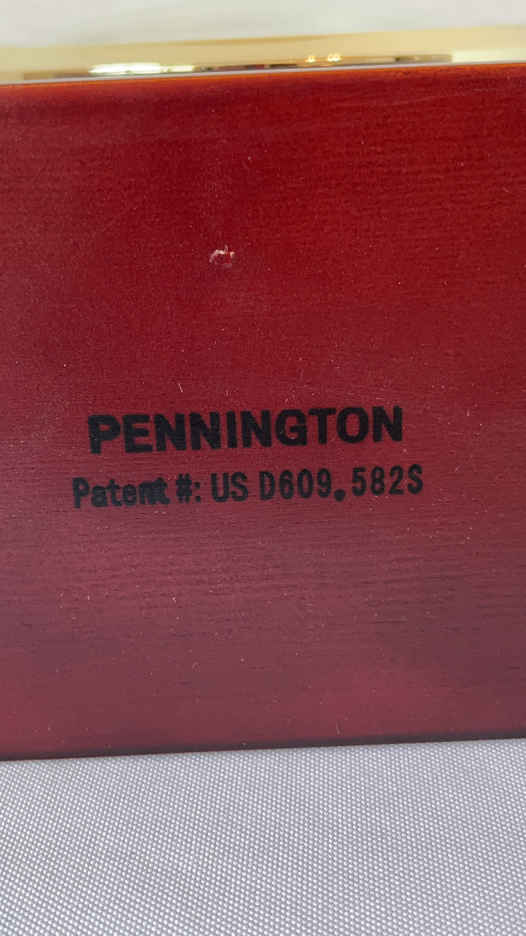 PENNINGTON
Patent #: US D609.582S